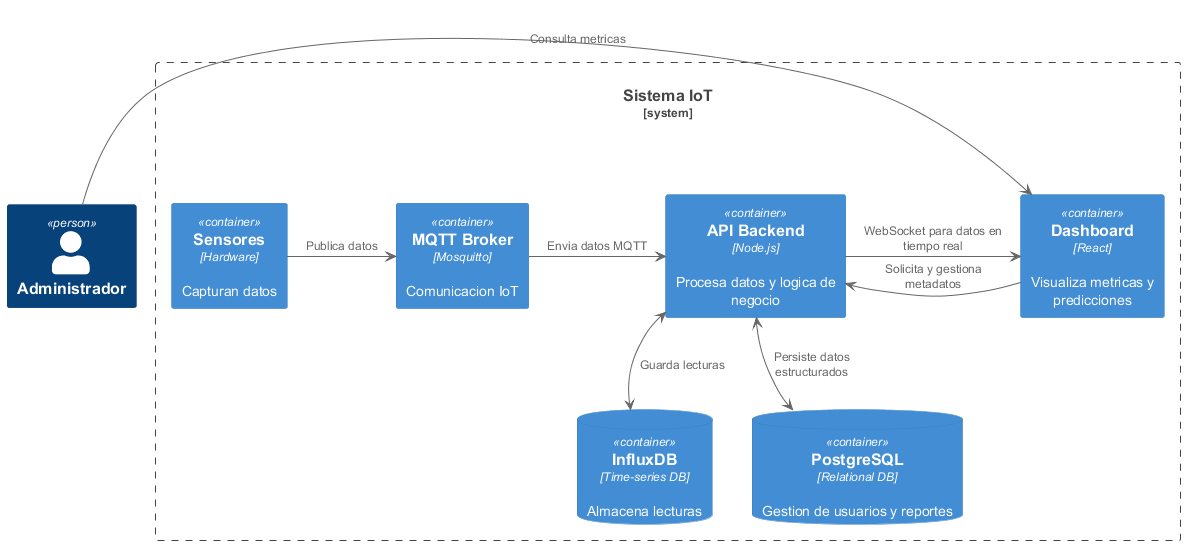 Consulta metricas
Sistema IoT
[system]
«person»
Administrador
«container»
Sensores
[Hardware]
Capturan datos
Publica datos
«container»
MQTT Broker
[Mosquitto]
Comunicacion IoT
Envia datos MQTT
«container»
API Backend
[Node.js]
Procesa datos y logica de
negocio
WebSocket para datos en
tiempo real
Solicita y gestiona
metadatos
«container»
Dashboard
[React]
Visualiza metricas y
predicciones
Guarda lecturas
Persiste datos
estructurados
«container»
InfluxDB
[Time-series DB]
Almacena lecturas
«container»
PostgreSQL
[Relational DB]
Gestion de usuarios y reportes